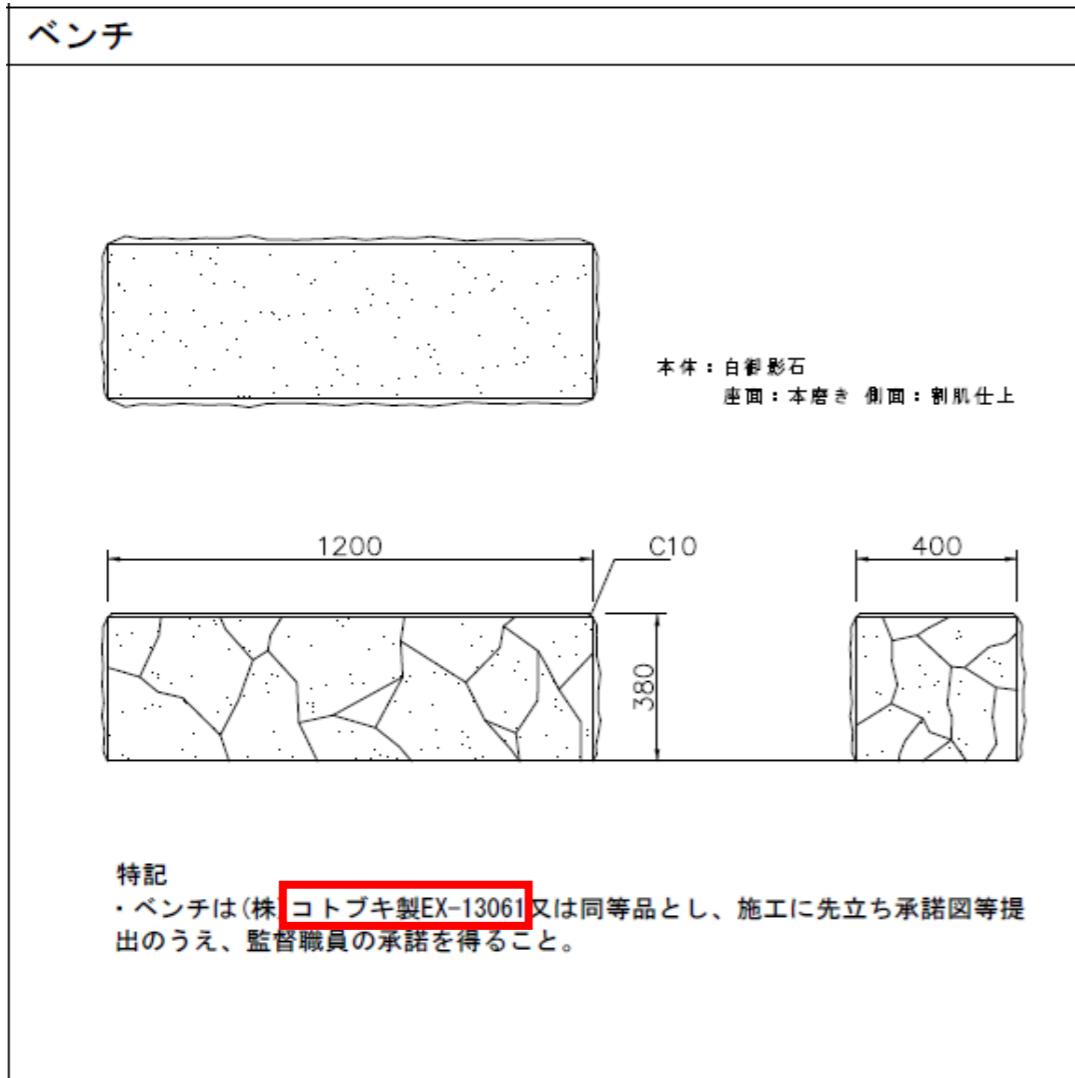 ベンチ
本体：白御影石
座面：本磨き 側面：割肌仕上
1200
C10
400
380
特記
・ベンチは(株)コトブキ製EX-13061又は同等品とし、施工に先立ち承諾図等提
出のうえ、監督職員の承諾を得ること。